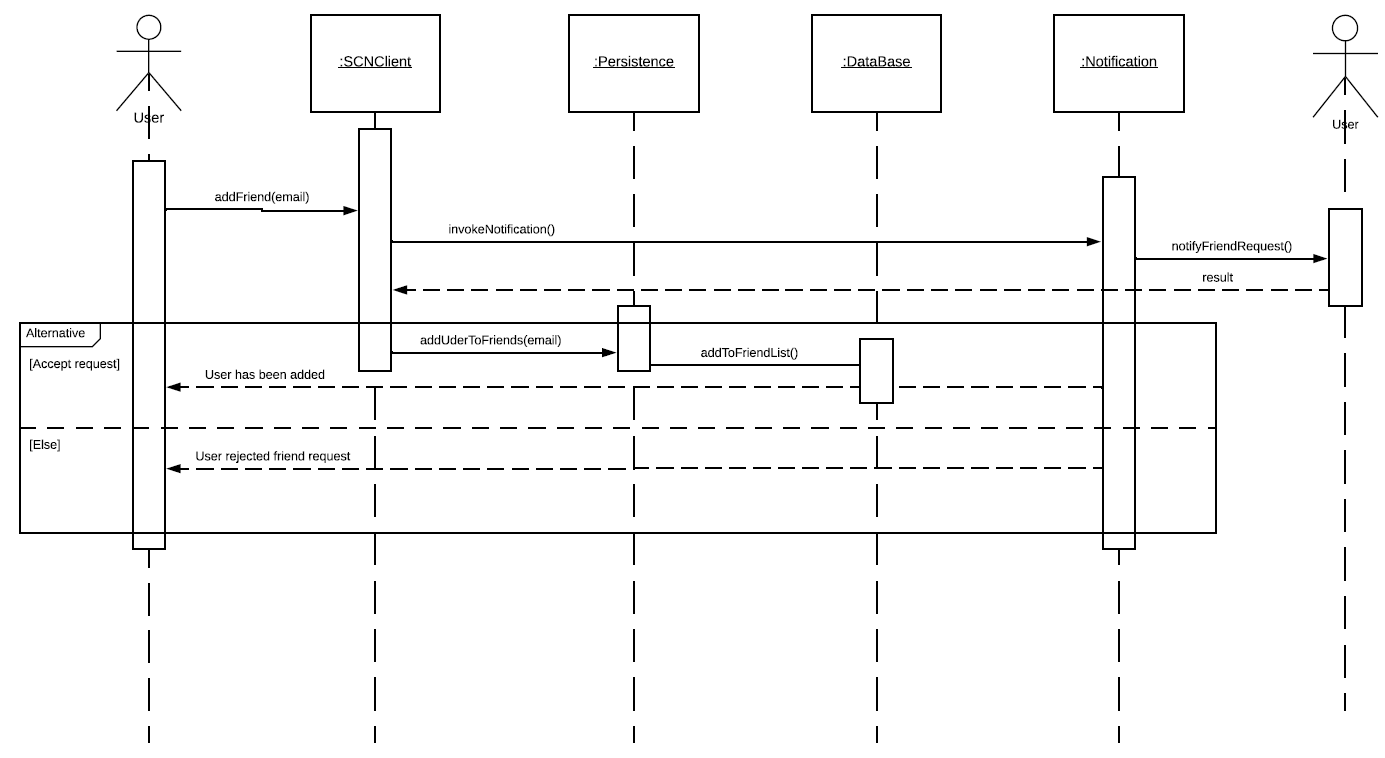 :SCNClient
:Persistence
:DataBase
:Notification
User
User
addFriend(email)
invokeNotification()
notifyFriendRequest()
result
Alternative
addUderToFriends(email)
addToFriendList()
[Accept request]
User has been added
[Else]
User rejected friend request